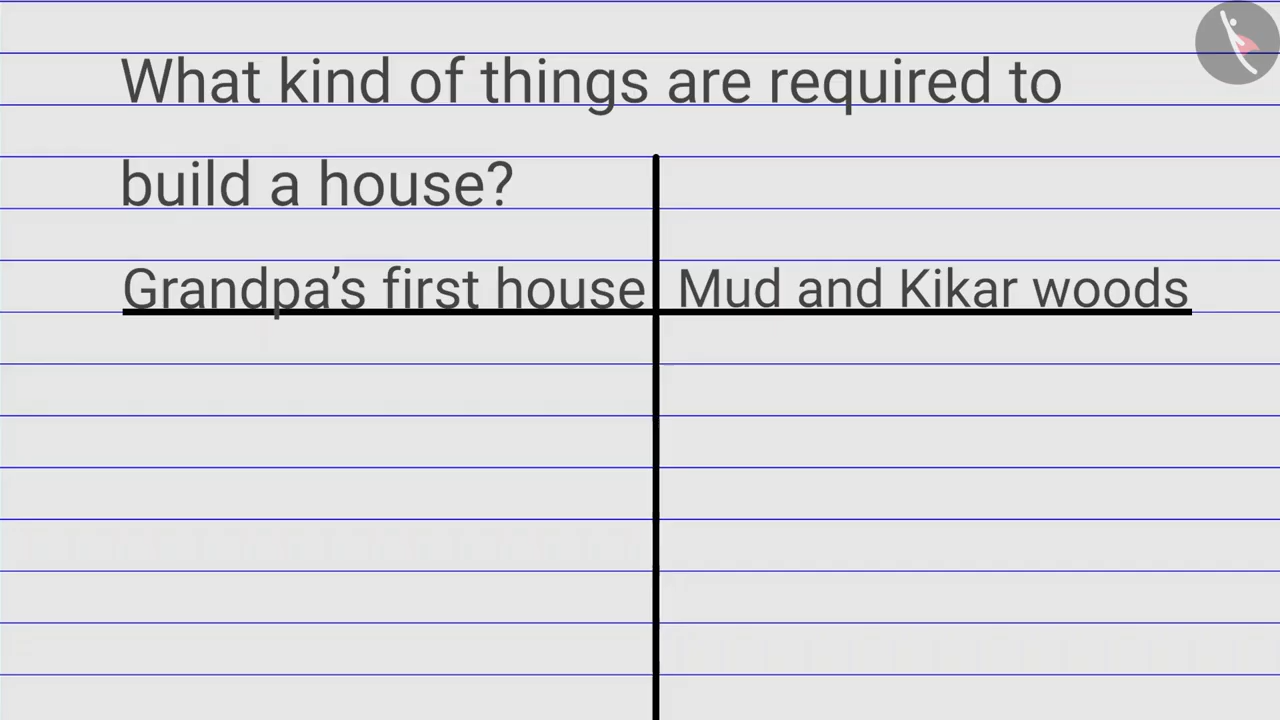 What kind of things are required to
build a house?
Grandpa’s first house Mud and Kikar woods